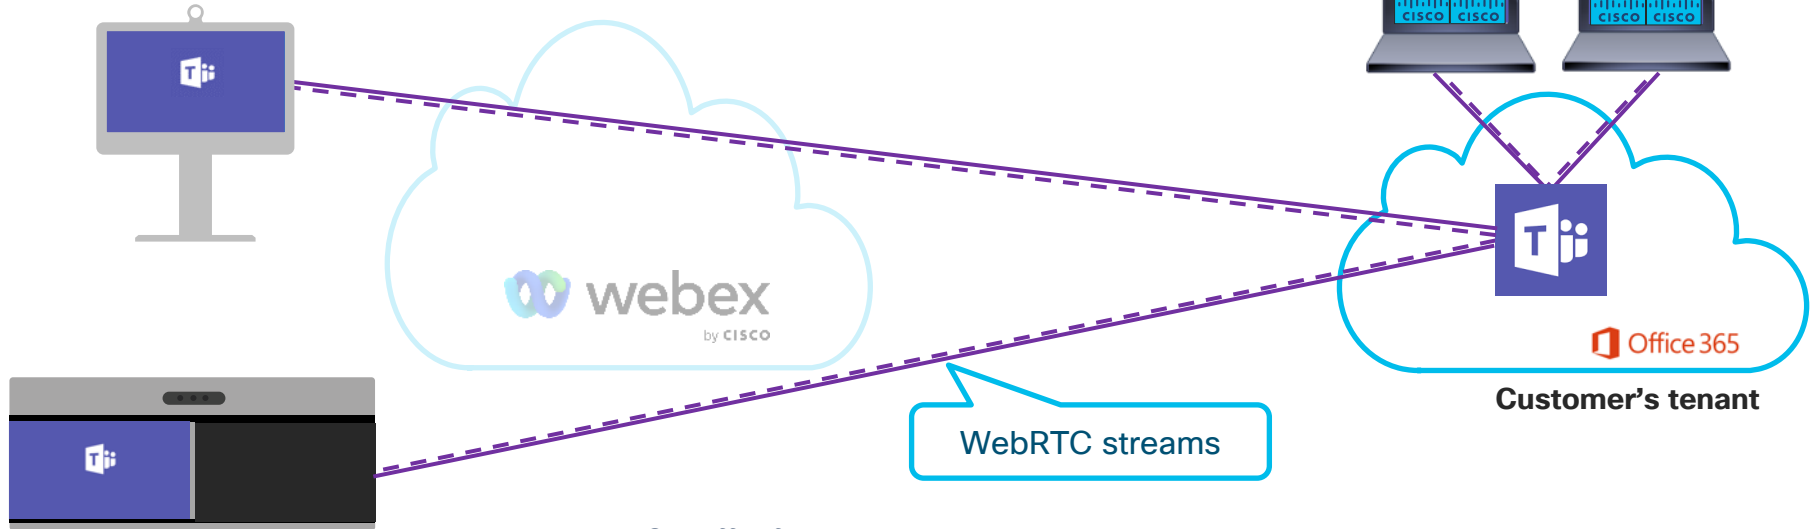 CISCO CISCO
CISCO CISCO
T
T
webex
by CISCO
Office 365
Customer's tenant
WebRTC streams
T